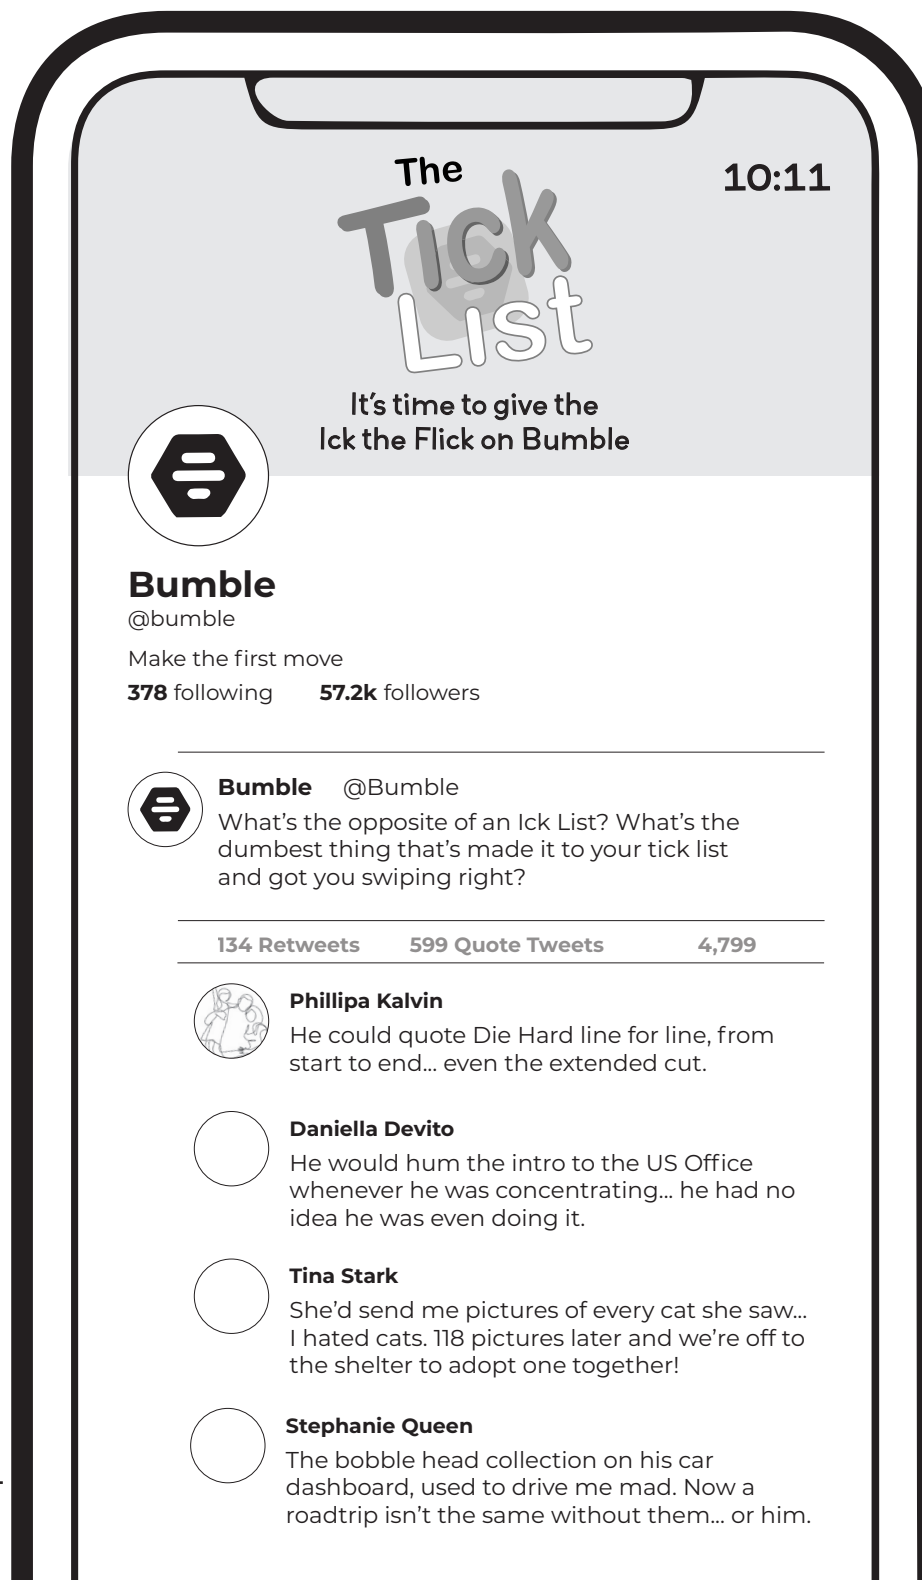 The
10:11
Tick
List
It's time to give the
Ick the Flick on Bumble
Bumble
@bumble
Make the first move
378 following 57.2k followers
Bumble @Bumble
What's the opposite of an Ick List? What's the
dumbest thing that's made it to your tick list
and got you swiping right?
134 Retweets 599 Quote Tweets 4,799
Phillipa Kalvin
He could quote Die Hard line for line, from
start to end... even the extended cut.
Daniella Devito
He would hum the intro to the US Office
whenever he was concentrating... he had no
idea he was even doing it.
Tina Stark
She'd send me pictures of every cat she saw...
I hated cats. 118 pictures later and we're off to
the shelter to adopt one together!
Stephanie Queen
The bobble head collection on his car
dashboard, used to drive me mad. Now a
roadtrip isn't the same without them... or him.